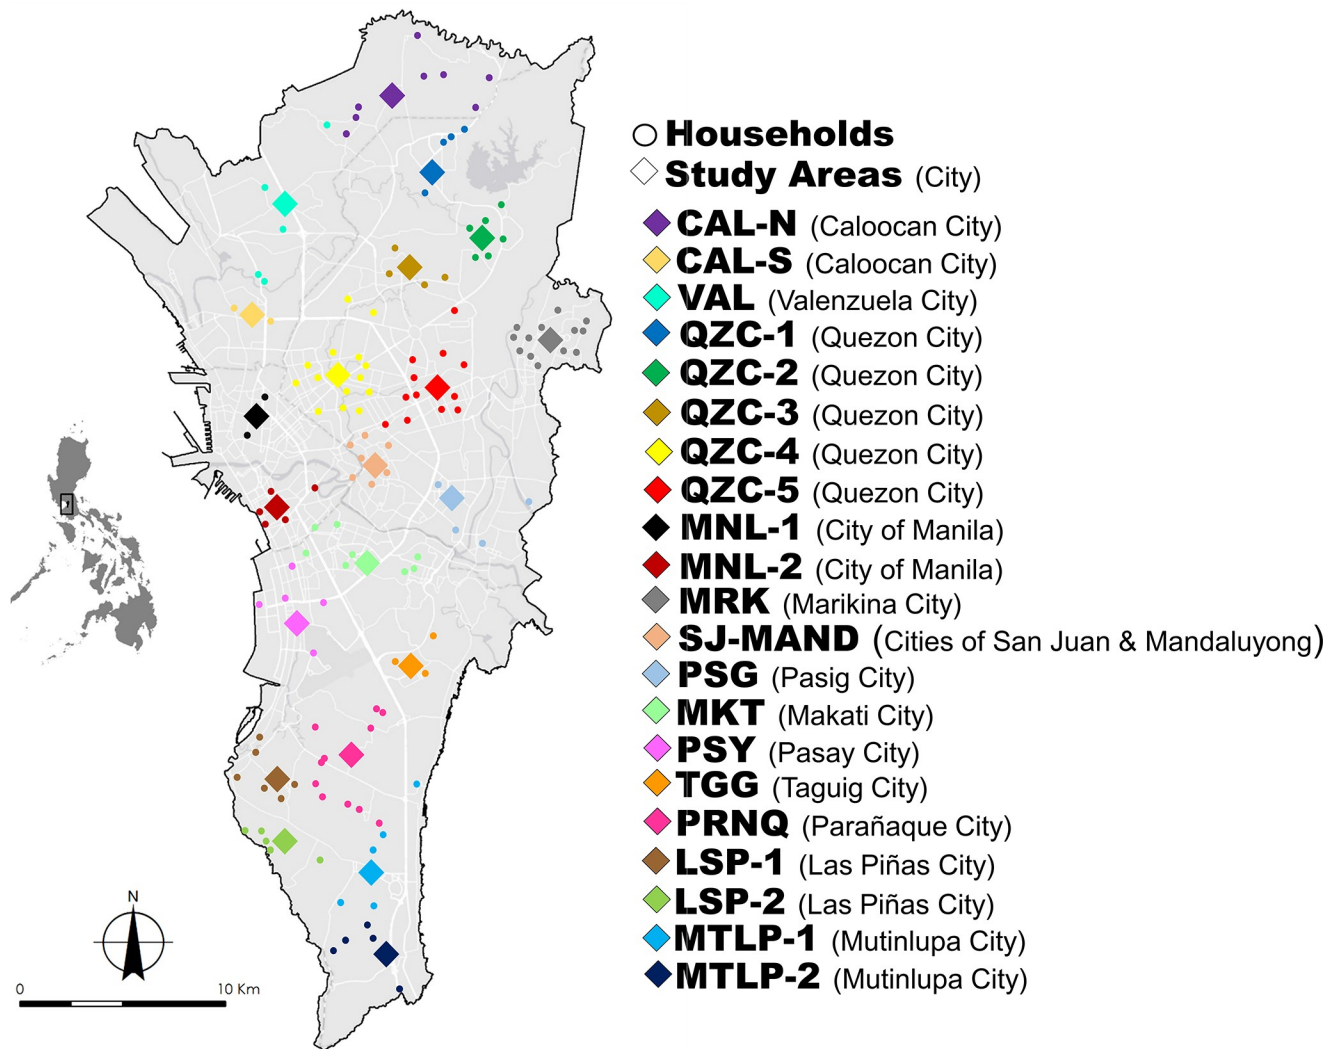 Households
Study Areas (City)
CAL-N (Caloocan City)
CAL-S (Caloocan City)
VAL (Valenzuela City)
QZC-1 (Quezon City)
QZC-2 (Quezon City)
QZC-3 (Quezon City)
QZC-4 (Quezon City)
QZC-5 (Quezon City)
MNL-1 (City of Manila)
MNL-2 (City of Manila)
MRK (Marikina City)
SJ-MAND (Cities of San Juan & Mandaluyong)
PSG (Pasig City)
MKT (Makati City)
PSY (Pasay City)
TGG (Taguig City)
PRNQ (Parañaque City)
LSP-1 (Las Piñas City)
LSP-2 (Las Piñas City)
MTLP-1 (Mutinlupa City)
MTLP-2 (Mutinlupa City)
N
0 10 Km